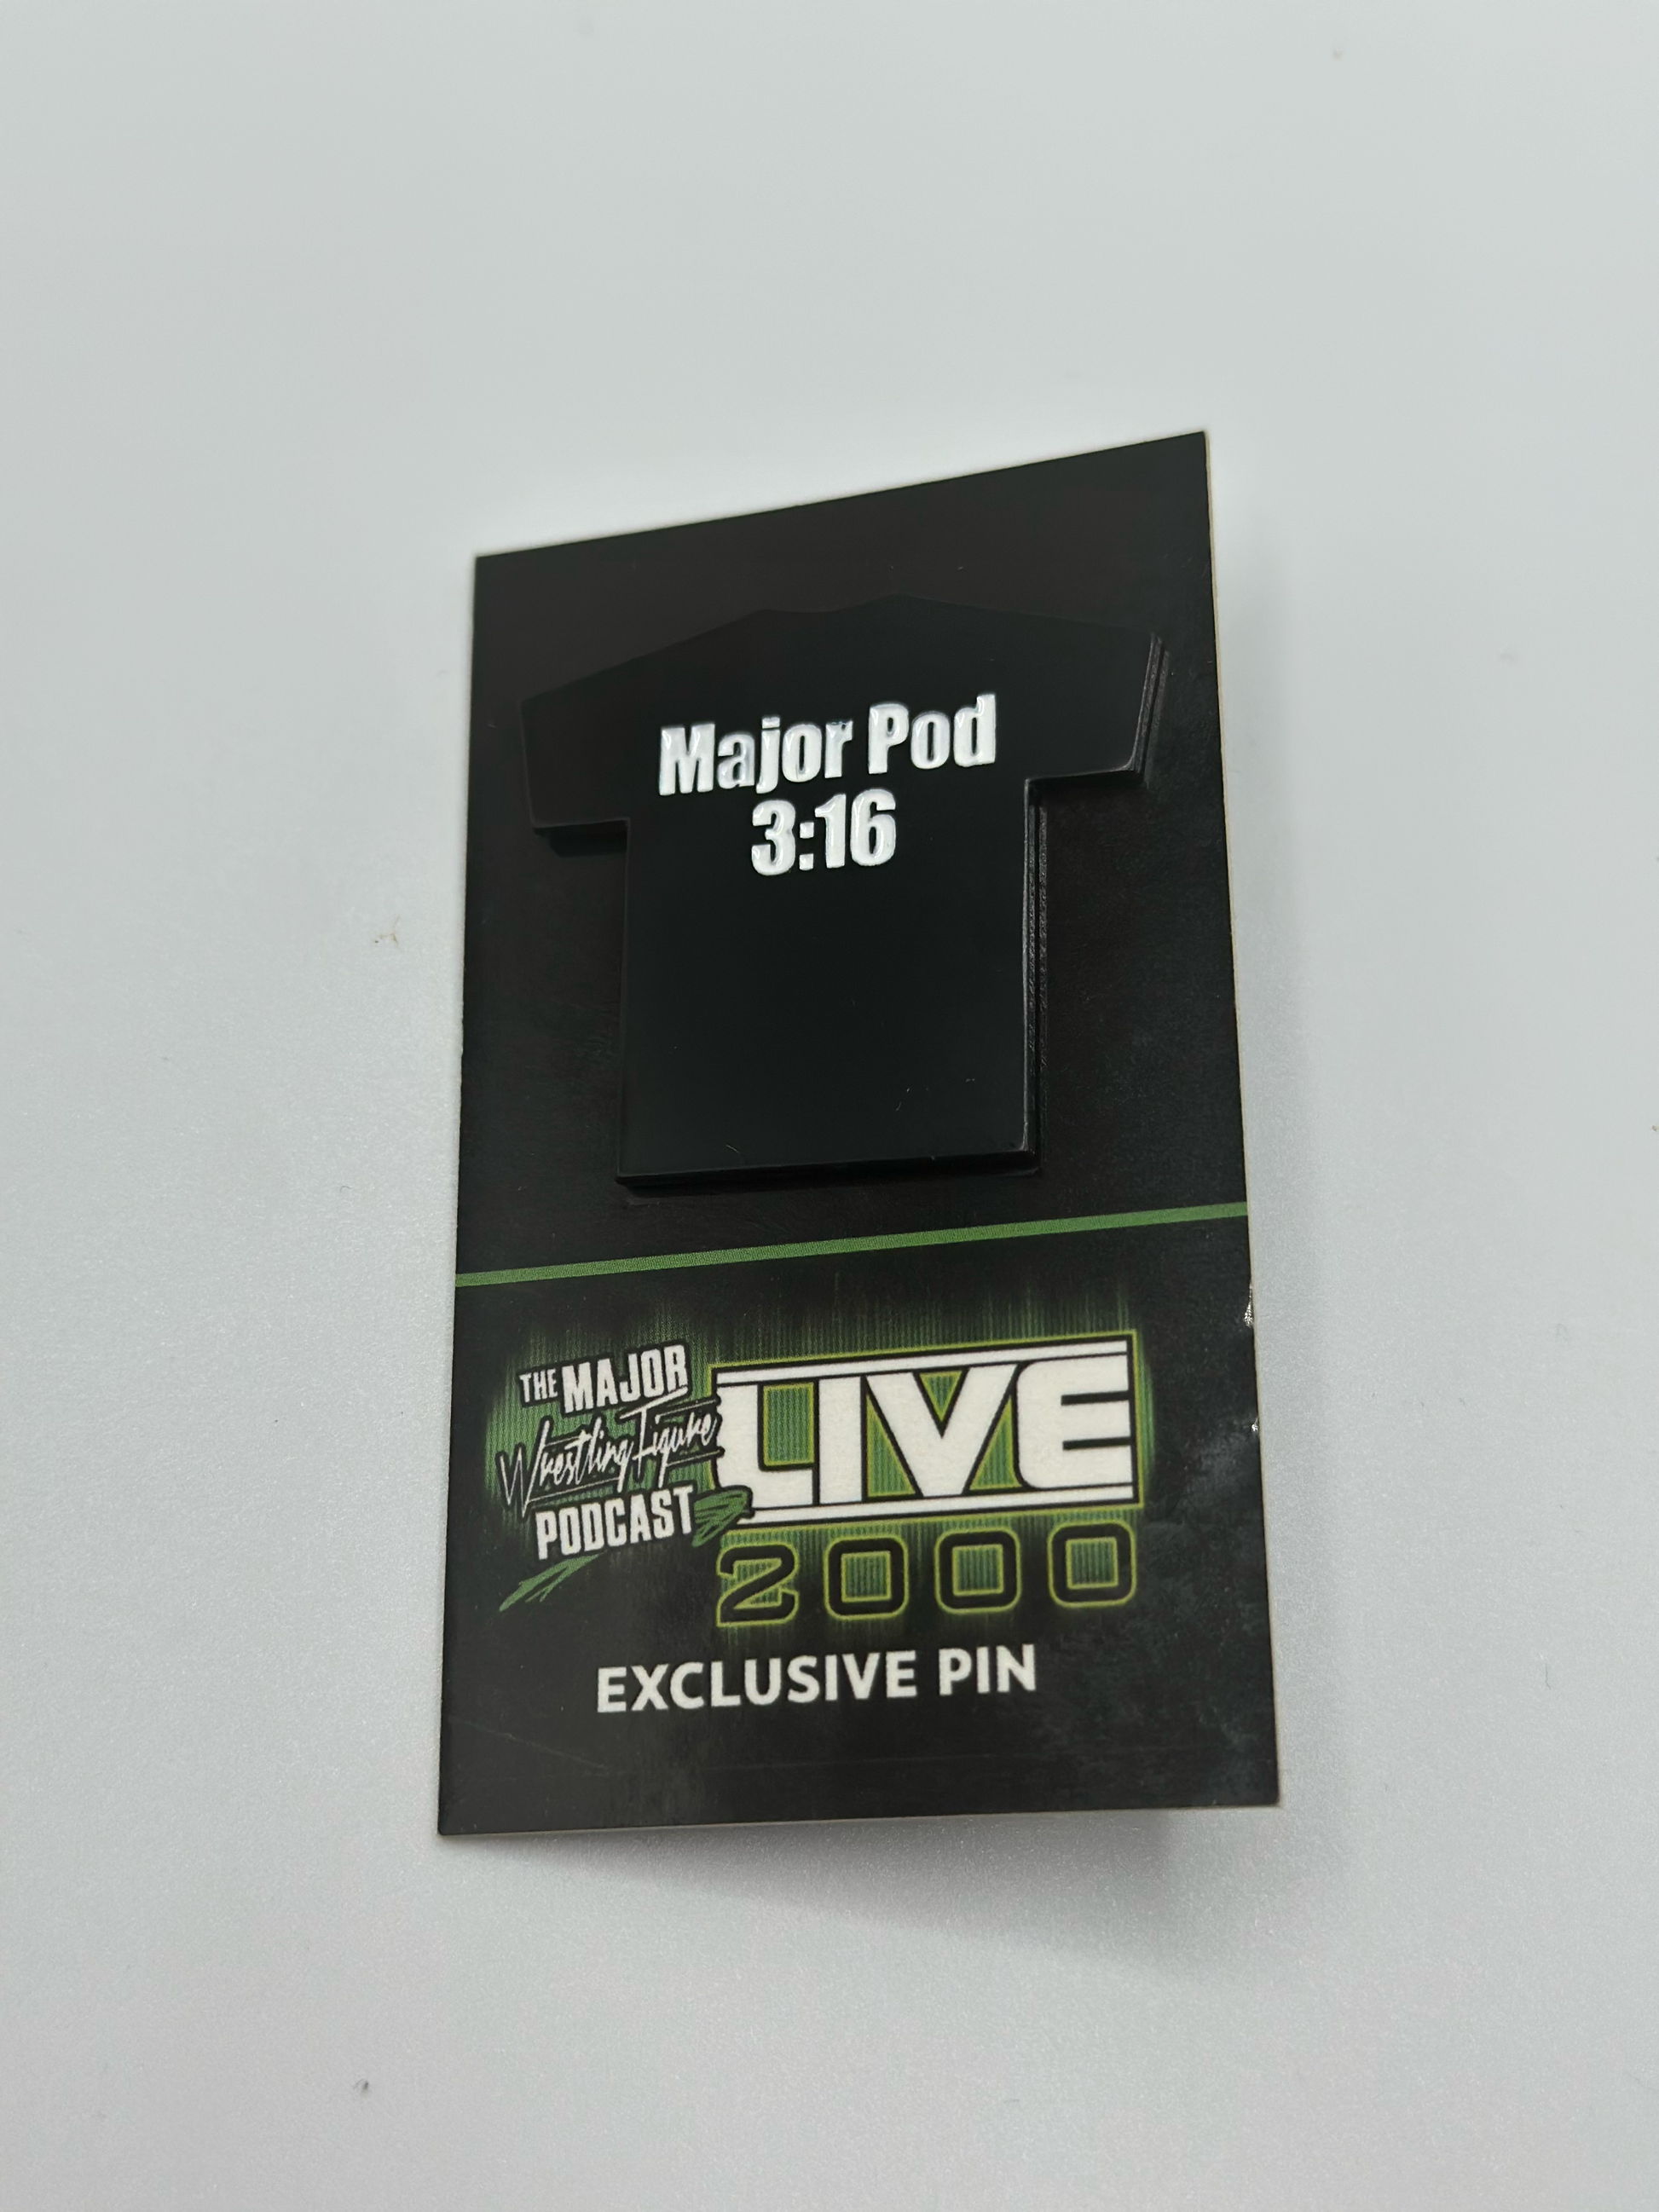 Major Pod
3:16
THE MAJOR
Wrestling Figure
PODCAST
LIVE
2000
EXCLUSIVE PIN